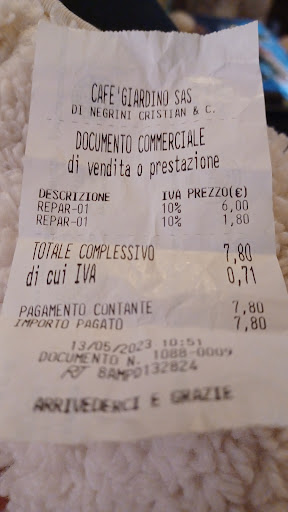 CAFE'GIARDINO SAS
DI NEGRINI CRISTIAN & C.
DOCUMENTO COMMERCIALE
di vendita o prestazione
DESCRIZIONE IVA PREZZO(€)
REPAR-01 10% 6,00
REPAR-01 10% 1,80
TOTALE COMPLESSIVO 7,80
di cui IVA 0,71
PAGAMENTO CONTANTE 7,80
IMPORTO PAGATO 7,80
13/05/2023 10:51
DOCUMENTO N. 1088-0009
RT 8AMP0132824
ARRIVEDERCI E GRAZIE